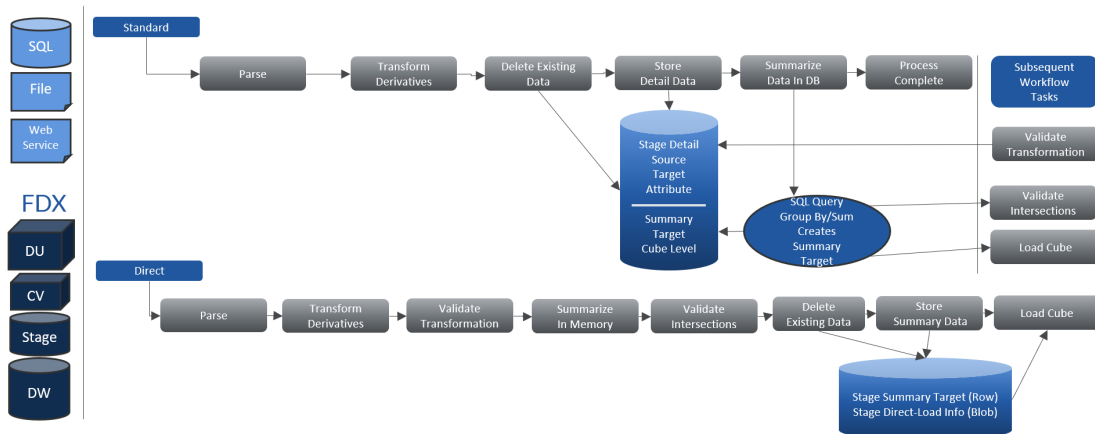 SQL
File
Web
Service
FDX
DU
CV
Stage
DW
Standard
Parse
Transform
Derivatives
Delete Existing
Data
Store
Detail Data
Summarize
Data In DB
Process
Complete
Subsequent
Workflow
Tasks
Stage Detail
Source
Target
Attribute
Summary
Target
Cube Level
SQL Query
Group By/Sum
Creates
Summary
Target
Validate
Transformation
Validate
Intersections
Load Cube
Direct
Parse
Transform
Derivatives
Validate
Transformation
Summarize
In Memory
Validate
Intersections
Delete
Existing Data
Store
Summary Data
Load Cube
Stage Summary Target (Row)
Stage Direct-Load Info (Blob)